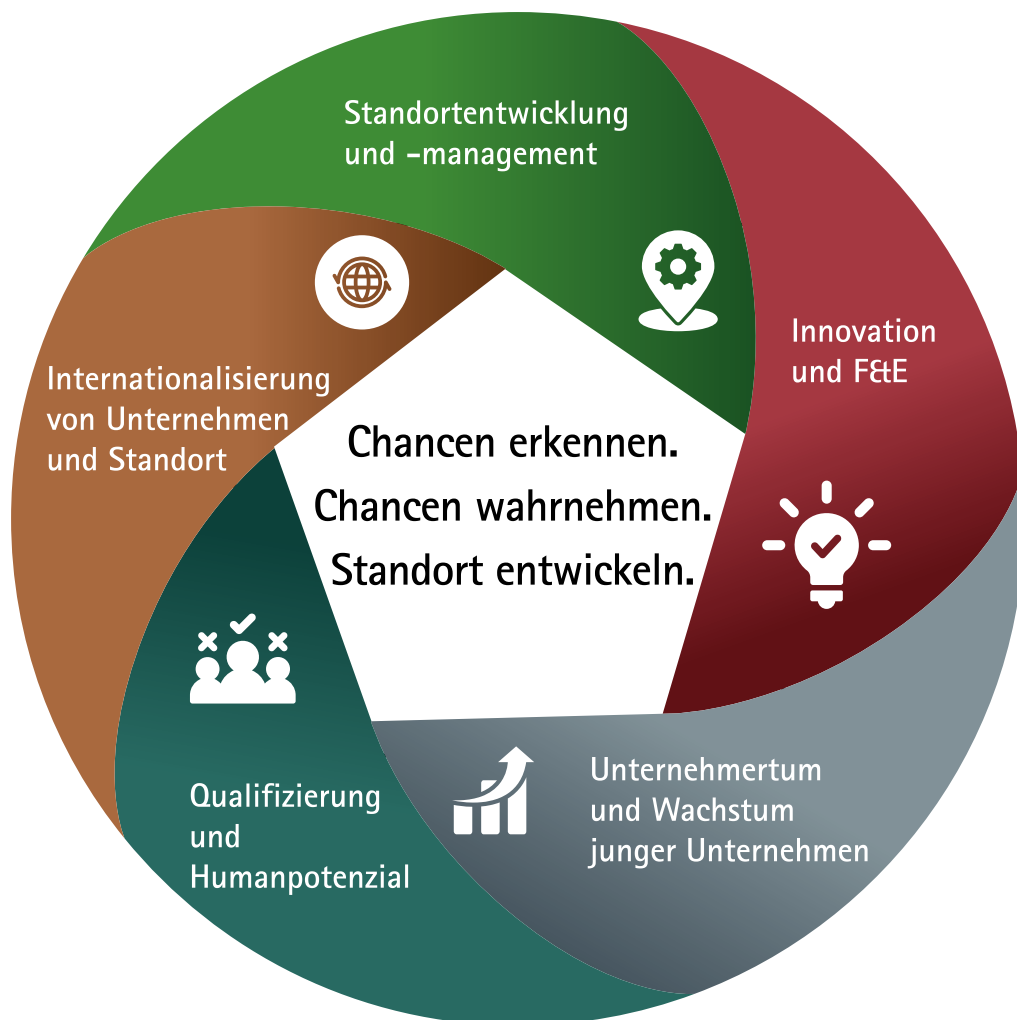 Standortentwicklung
und -management
Innovation
und F&E
Unternehmertum
und Wachstum
junger Unternehmen
Qualifizierung
und
Humanpotenzial
Internationalisierung
von Unternehmen
und Standort
Chancen erkennen.
Chancen wahrnehmen.
Standort entwickeln.